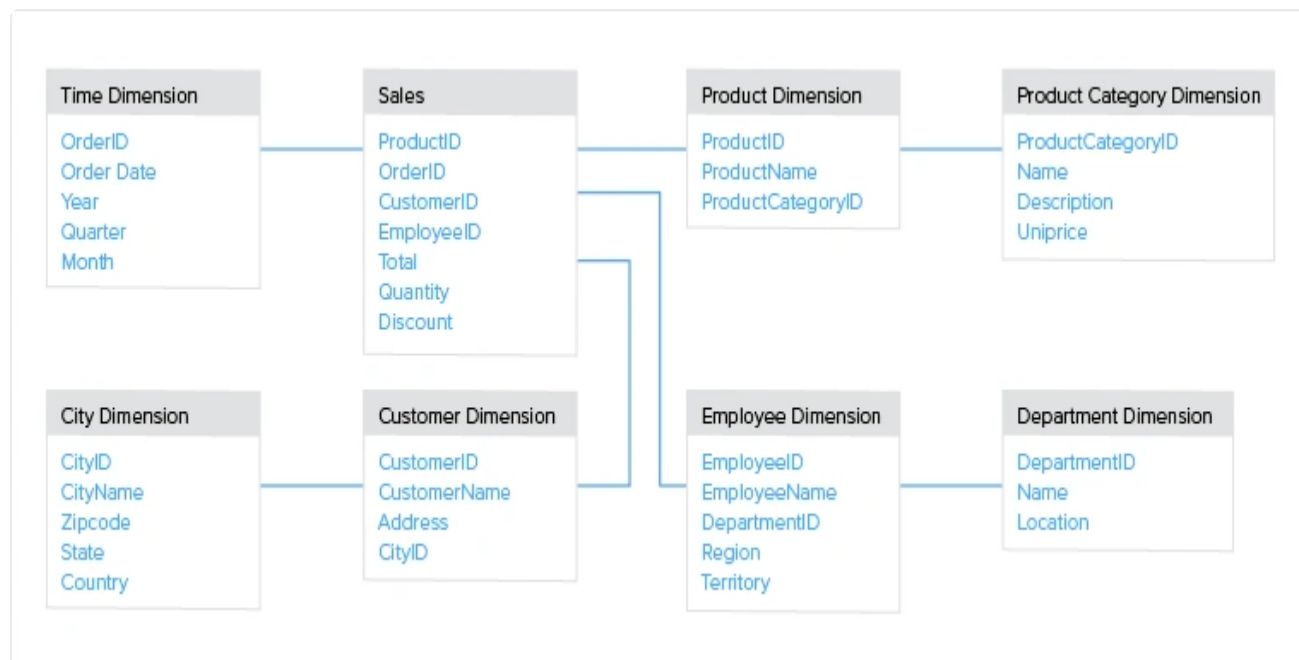 Time Dimension
OrderID
Order Date
Year
Quarter
Month
Sales
ProductID
OrderID
CustomerID
EmployeeID
Total
Quantity
Discount
Product Dimension
ProductID
ProductName
ProductCategoryID
Product Category Dimension
ProductCategoryID
Name
Description
Uniprice
City Dimension
CityID
CityName
Zipcode
State
Country
Customer Dimension
CustomerID
CustomerName
Address
CityID
Employee Dimension
EmployeeID
EmployeeName
DepartmentID
Region
Territory
Department Dimension
DepartmentID
Name
Location